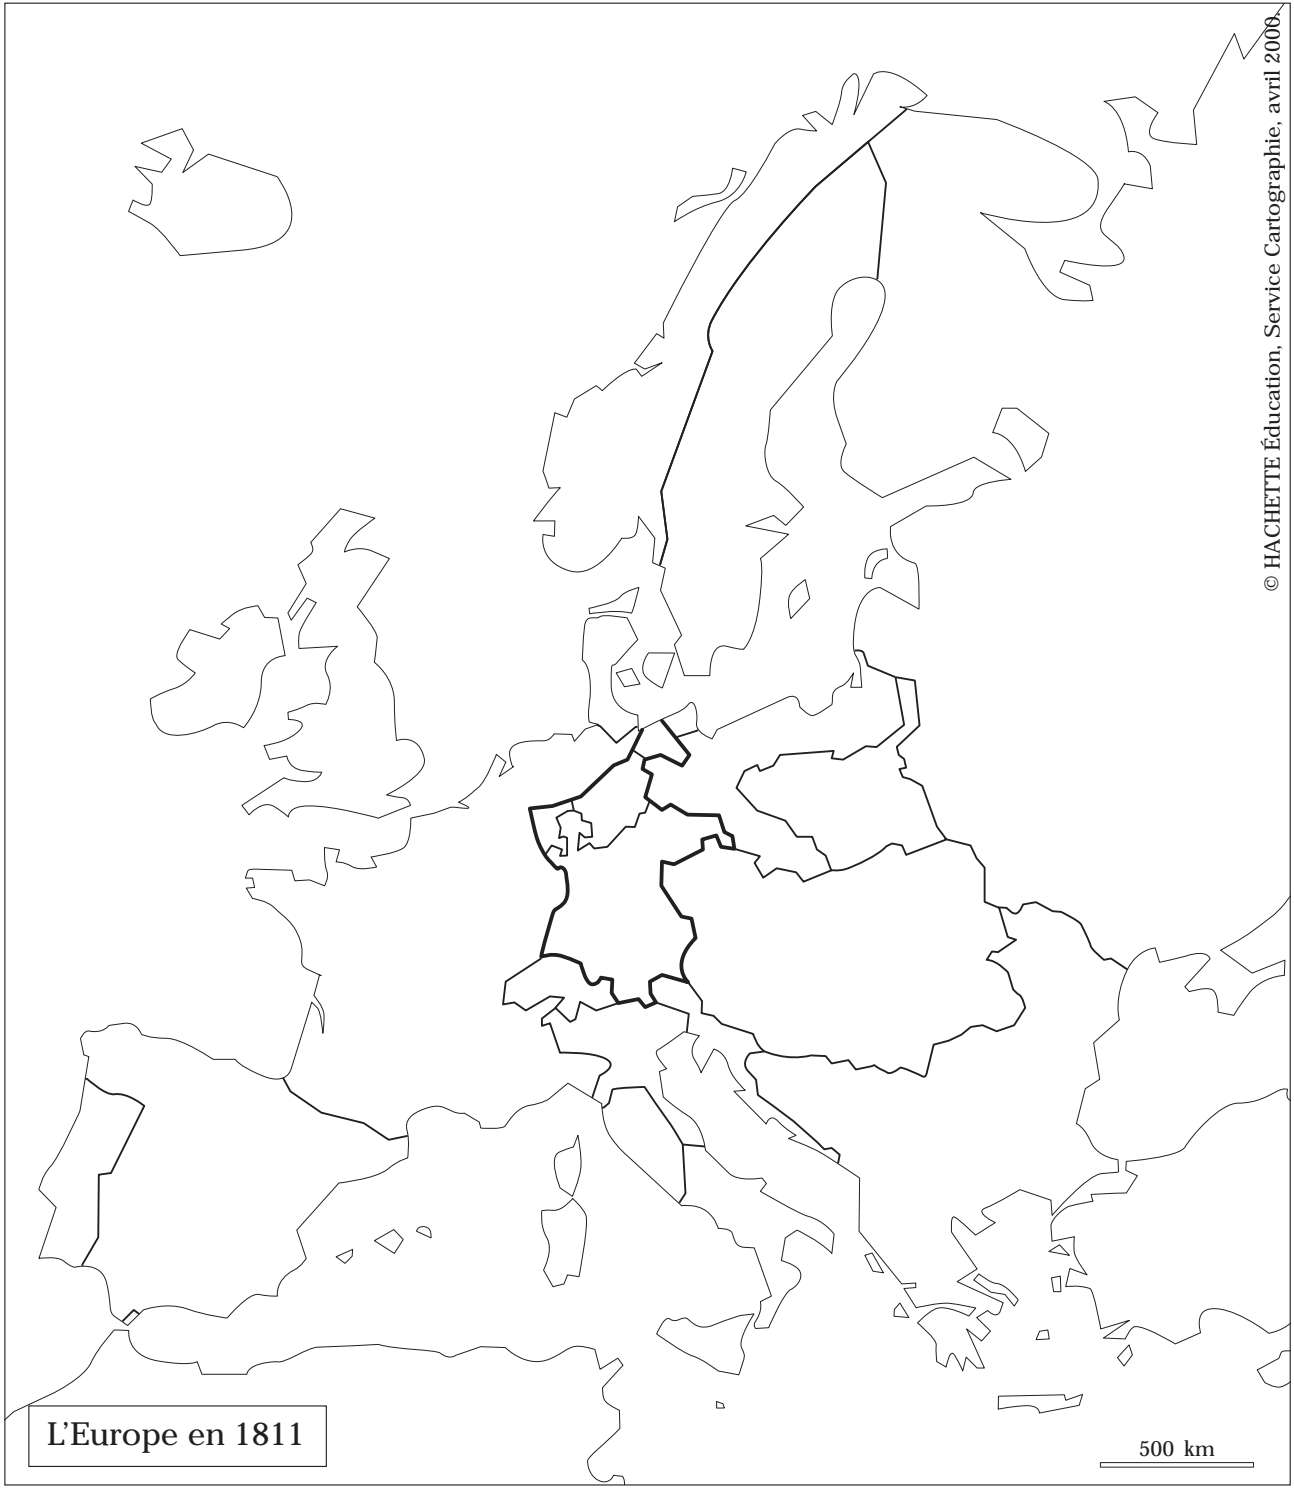 © HACHETTE Éducation, Service Cartographie, avril 2000.
L’Europe en 1811
500 km